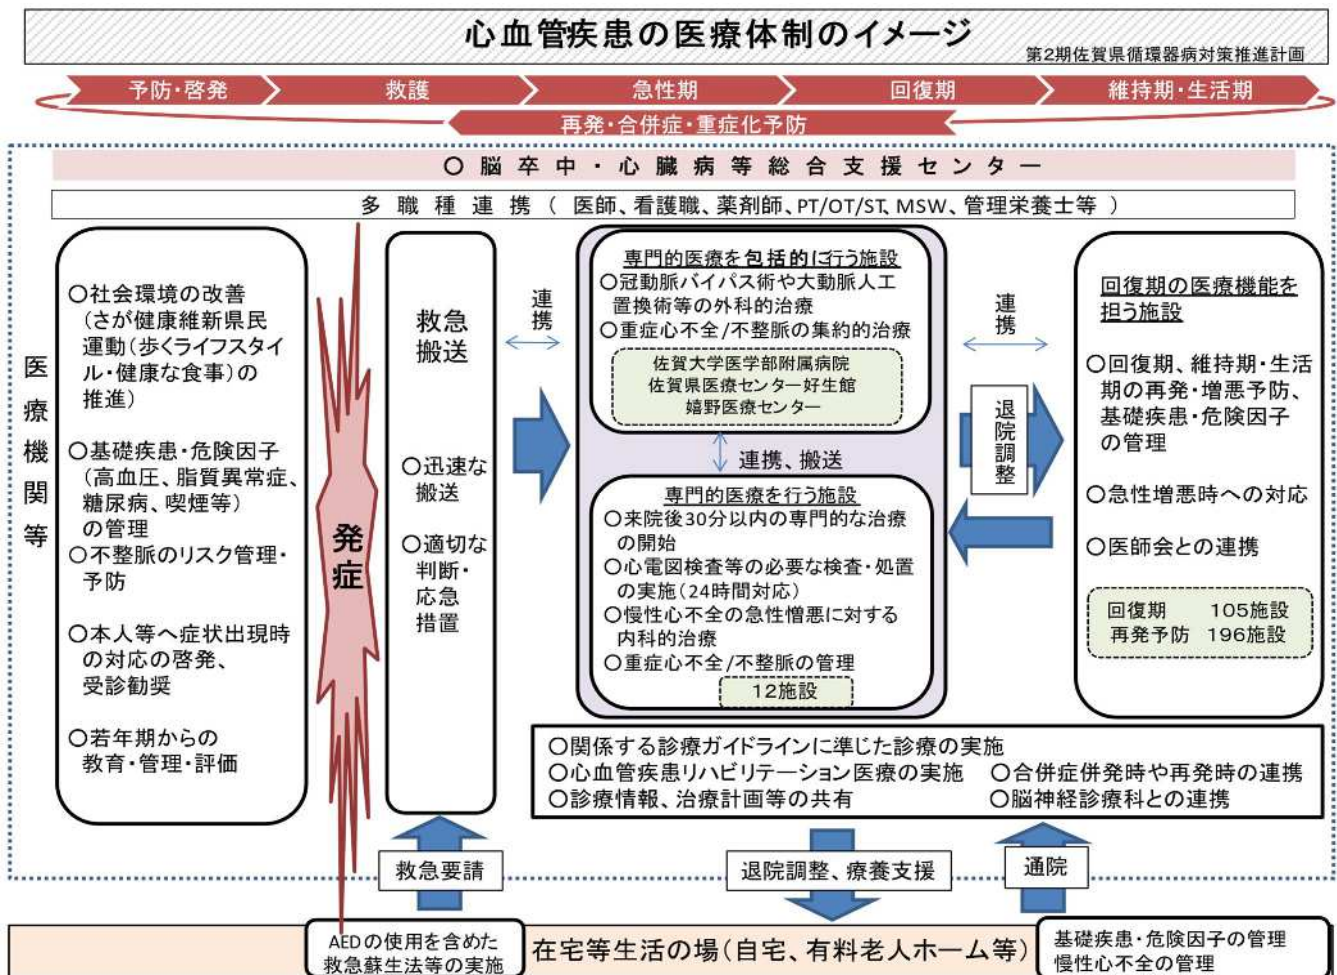 心血管疾患の医療体制のイメージ
第2期佐賀県循環器病対策推進計画
予防・啓発
救護
急性期
回復期
維持期・生活期
再発・合併症・重症化予防
○脳卒中・心臓病等総合支援センター
多職種連携(医師、看護職、薬剤師、PT/OT/ST、MSW、管理栄養士等)
医療機関等
○社会環境の改善
(さが健康維新県民
運動(歩くライフスタイ
ル・健康な食事)の
推進)
○基礎疾患・危険因子
(高血圧、脂質異常症、
糖尿病、喫煙等)
の管理
○不整脈のリスク管理・
予防
○本人等へ症状出現時
の対応の啓発、
受診勧奨
○若年期からの
教育・管理・評価
発症
救急
搬送
○迅速な
搬送
○適切な
判断・
応急
措置
連携
専門的医療を包括的に行う施設
○冠動脈バイパス術や大動脈人工
置換術等の外科的治療
○重症心不全/不整脈の集約的治療
佐賀大学医学部附属病院
佐賀県医療センター好生館
嬉野医療センター
連携、搬送
専門的医療を行う施設
○来院後30分以内の専門的な治療
の開始
○心電図検査等の必要な検査・処置
の実施(24時間対応)
○慢性心不全の急性憎悪に対する
内科的治療
○重症心不全/不整脈の管理
12施設
連携
退院調整
回復期の医療機能を
担う施設
○回復期、維持期・生活
期の再発・増悪予防、
基礎疾患・危険因子
の管理
○急性増悪時への対応
○医師会との連携
回復期 105施設
再発予防 196施設
○関係する診療ガイドラインに準じた診療の実施
○心血管疾患リハビリテーション医療の実施 ○合併症併発時や再発時の連携
○診療情報、治療計画等の共有 ○脳神経診療科との連携
救急要請
退院調整、療養支援
通院
AEDの使用を含めた
救急蘇生法等の実施
在宅等生活の場(自宅、有料老人ホーム等)
基礎疾患・危険因子の管理
慢性心不全の管理